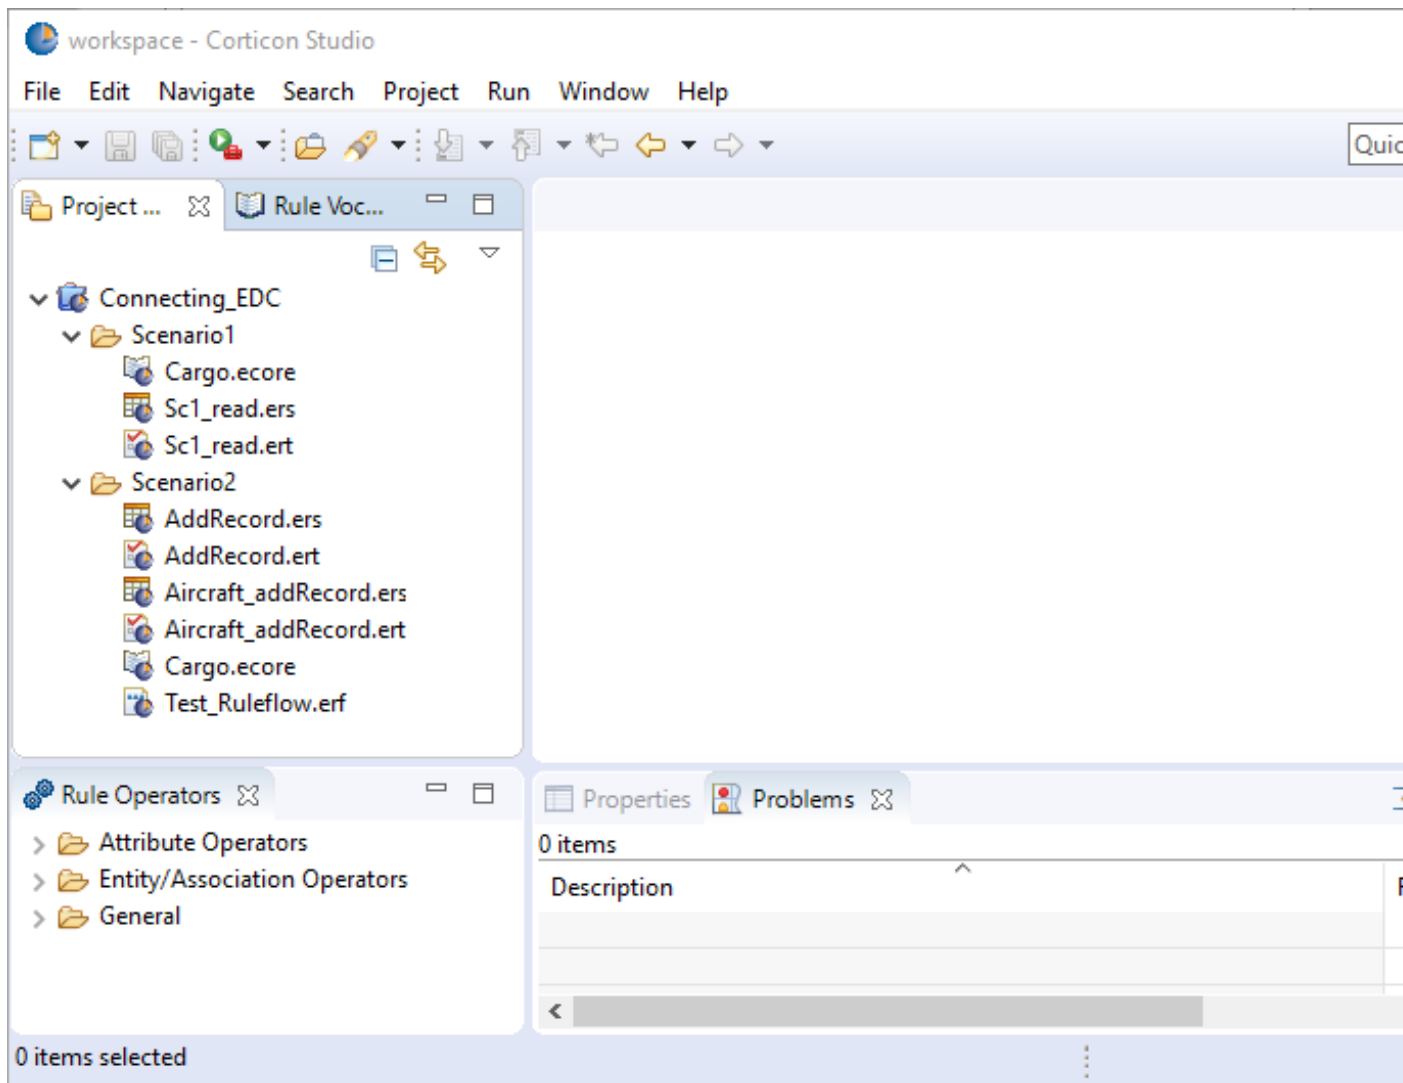 workspace - Corticon Studio
File Edit Navigate Search Project Run Window Help
Quic
Project ... Rule Voc...
Connecting_EDC
Scenario1
Cargo.ecore
Sc1_read.ers
Sc1_read.ert
Scenario2
AddRecord.ers
AddRecord.ert
Aircraft_addRecord.ers
Aircraft_addRecord.ert
Cargo.ecore
Test_Ruleflow.erf
Rule Operators
Attribute Operators
Entity/Association Operators
General
Properties Problems
0 items
Description
0 items selected